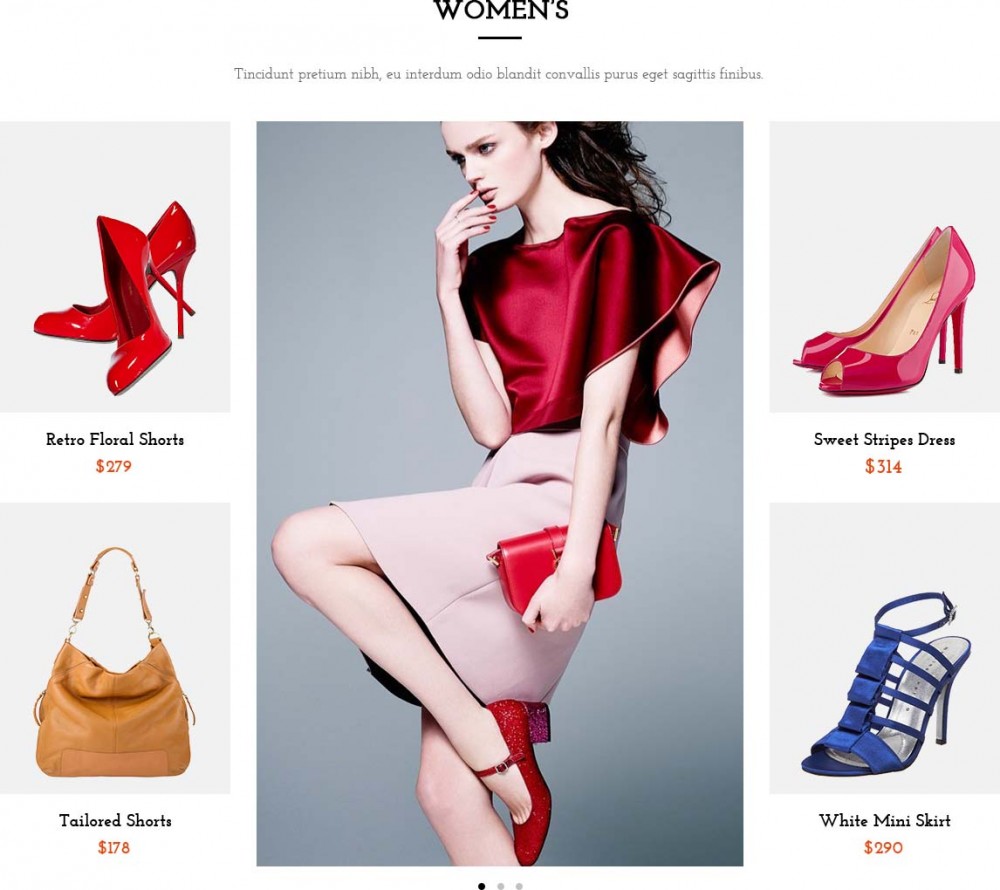 WOMEN'S
Tincidunt pretium nibh, eu interdum odio blandit convallis purus eget sagittis finibus.
Retro Floral Shorts
$279
Sweet Stripes Dress
$314
Tailored Shorts
$178
White Mini Skirt
$290